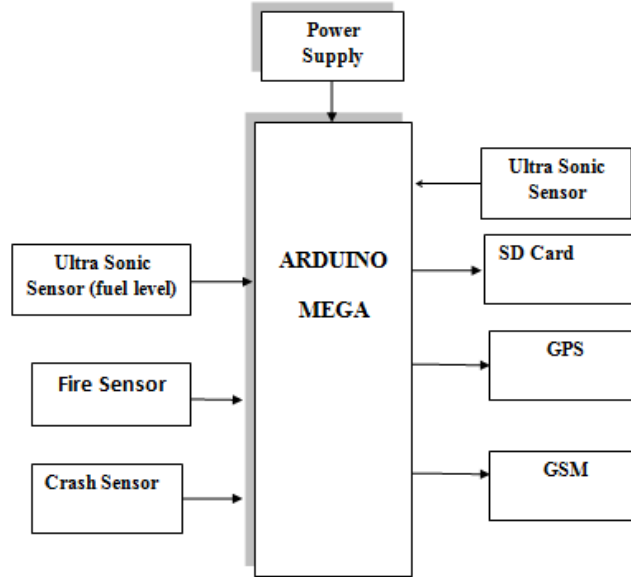 Power
Supply
Ultra Sonic
Sensor
ARDUINO
MEGA
SD Card
Ultra Sonic
Sensor (fuel level)
GPS
Fire Sensor
Crash Sensor
GSM